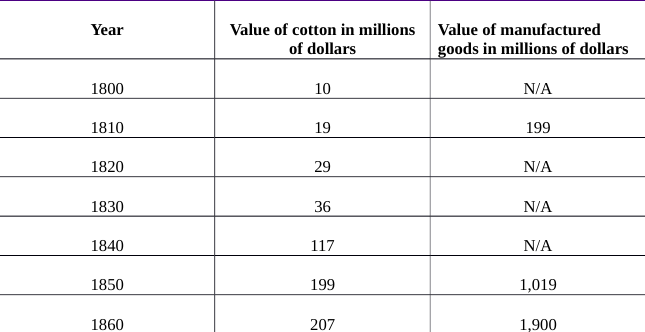 Year Value of cotton in millions of dollars Value of manufactured goods in millions of dollars
1800 10 N/A
1810 19 199
1820 29 N/A
1830 36 N/A
1840 117 N/A
1850 199 1,019
1860 207 1,900